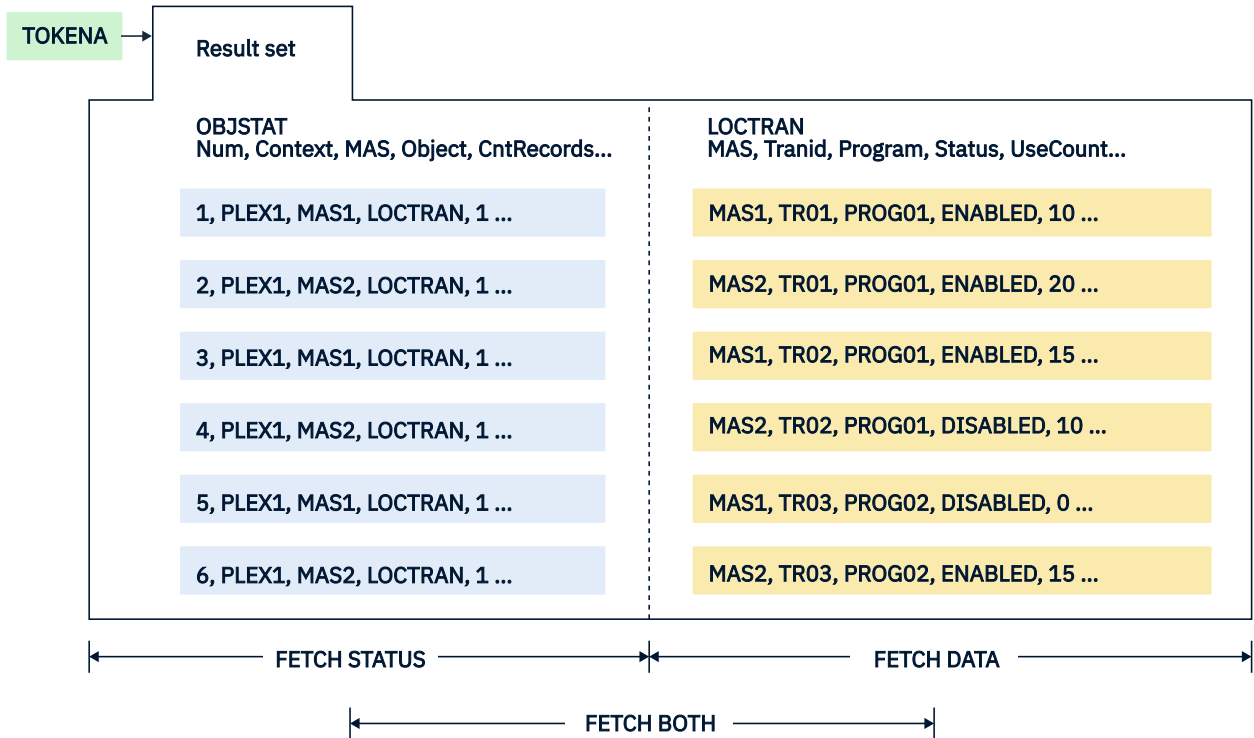 TOKENA
Result set
OBJSTAT
Num, Context, MAS, Object, CntRecords...
1, PLEX1, MAS1, LOCTRAN, 1 ...
2, PLEX1, MAS2, LOCTRAN, 1 ...
3, PLEX1, MAS1, LOCTRAN, 1 ...
4, PLEX1, MAS2, LOCTRAN, 1 ...
5, PLEX1, MAS1, LOCTRAN, 1 ...
6, PLEX1, MAS2, LOCTRAN, 1 ...
LOCTRAN
MAS, Tranid, Program, Status, UseCount...
MAS1, TR01, PROG01, ENABLED, 10 ...
MAS2, TR01, PROG01, ENABLED, 20 ...
MAS1, TR02, PROG01, ENABLED, 15 ...
MAS2, TR02, PROG01, DISABLED, 10 ...
MAS1, TR03, PROG02, DISABLED, 0 ...
MAS2, TR03, PROG02, ENABLED, 15 ...
FETCH STATUS
FETCH DATA
FETCH BOTH